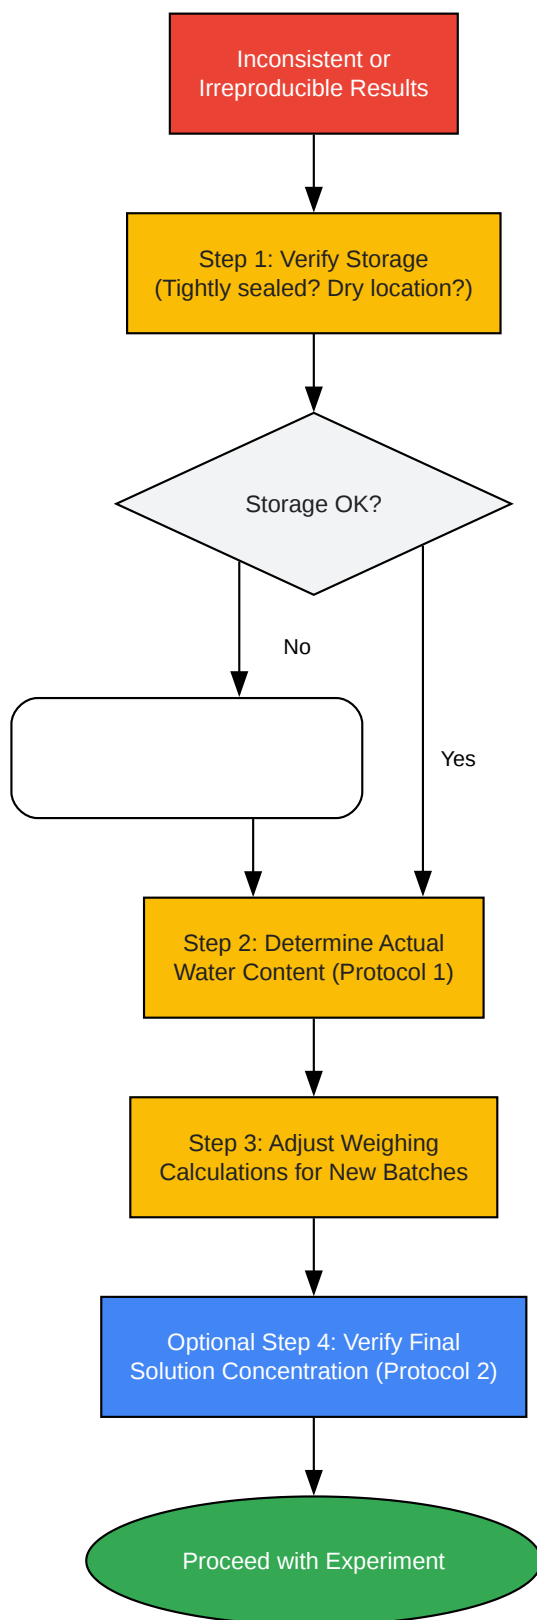 Inconsistent or
Irreproducible Results
Step 1: Verify Storage
(Tightly sealed? Dry location?)
Storage OK?
No
Yes
Step 2: Determine Actual
Water Content (Protocol 1)
Step 3: Adjust Weighing
Calculations for New Batches
Optional Step 4: Verify Final
Solution Concentration (Protocol 2)
Proceed with Experiment